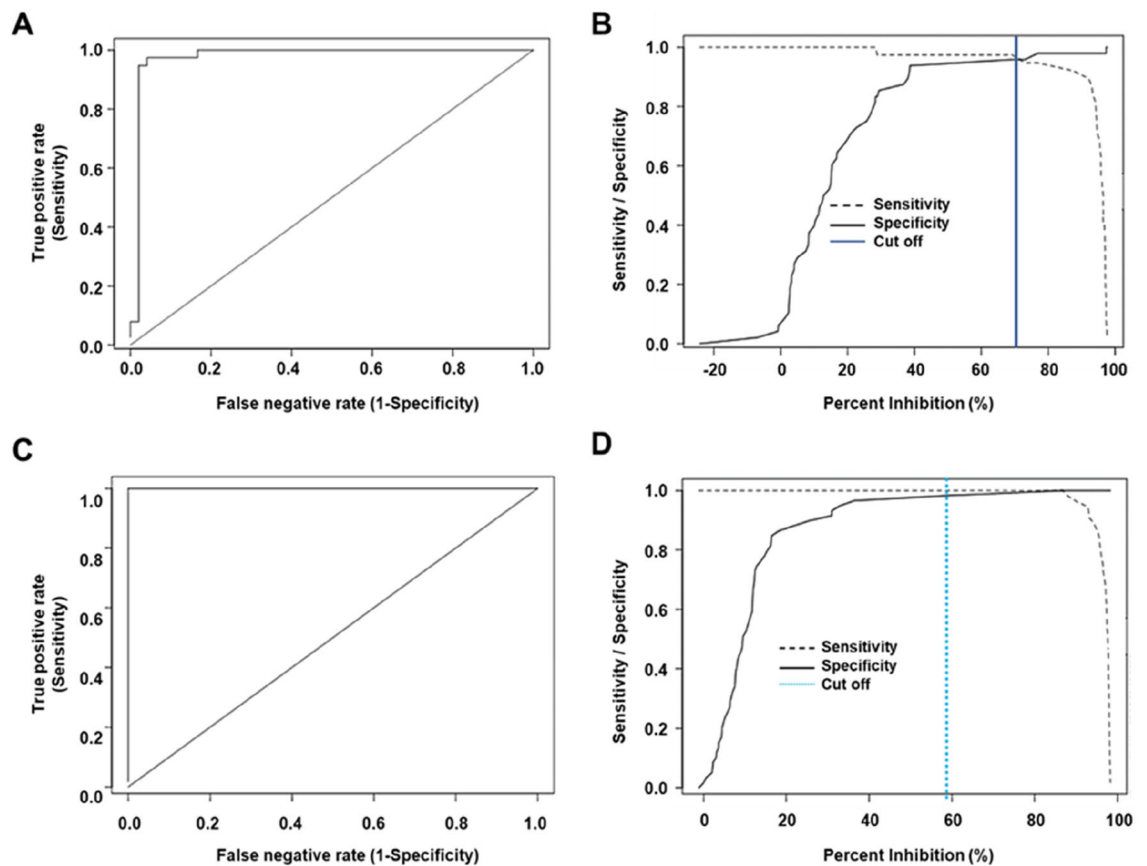 A
True positive rate
(Sensitivity)
1.0
0.8
0.6
0.4
0.2
0.0
0.0 0.2 0.4 0.6 0.8 1.0
False negative rate (1-Specificity)
B
Sensitivity / Specificity
1.0
0.8
0.6
0.4
0.2
0.0
Sensitivity
Specificity
Cut off
-20 0 20 40 60 80 100
Percent Inhibition (%)
C
True positive rate
(Sensitivity)
1.0
0.8
0.6
0.4
0.2
0.0
0.0 0.2 0.4 0.6 0.8 1.0
False negative rate (1-Specificity)
D
Sensitivity / Specificity
1.0
0.8
0.6
0.4
0.2
0.0
Sensitivity
Specificity
Cut off
0 20 40 60 80 100
Percent Inhibition (%)